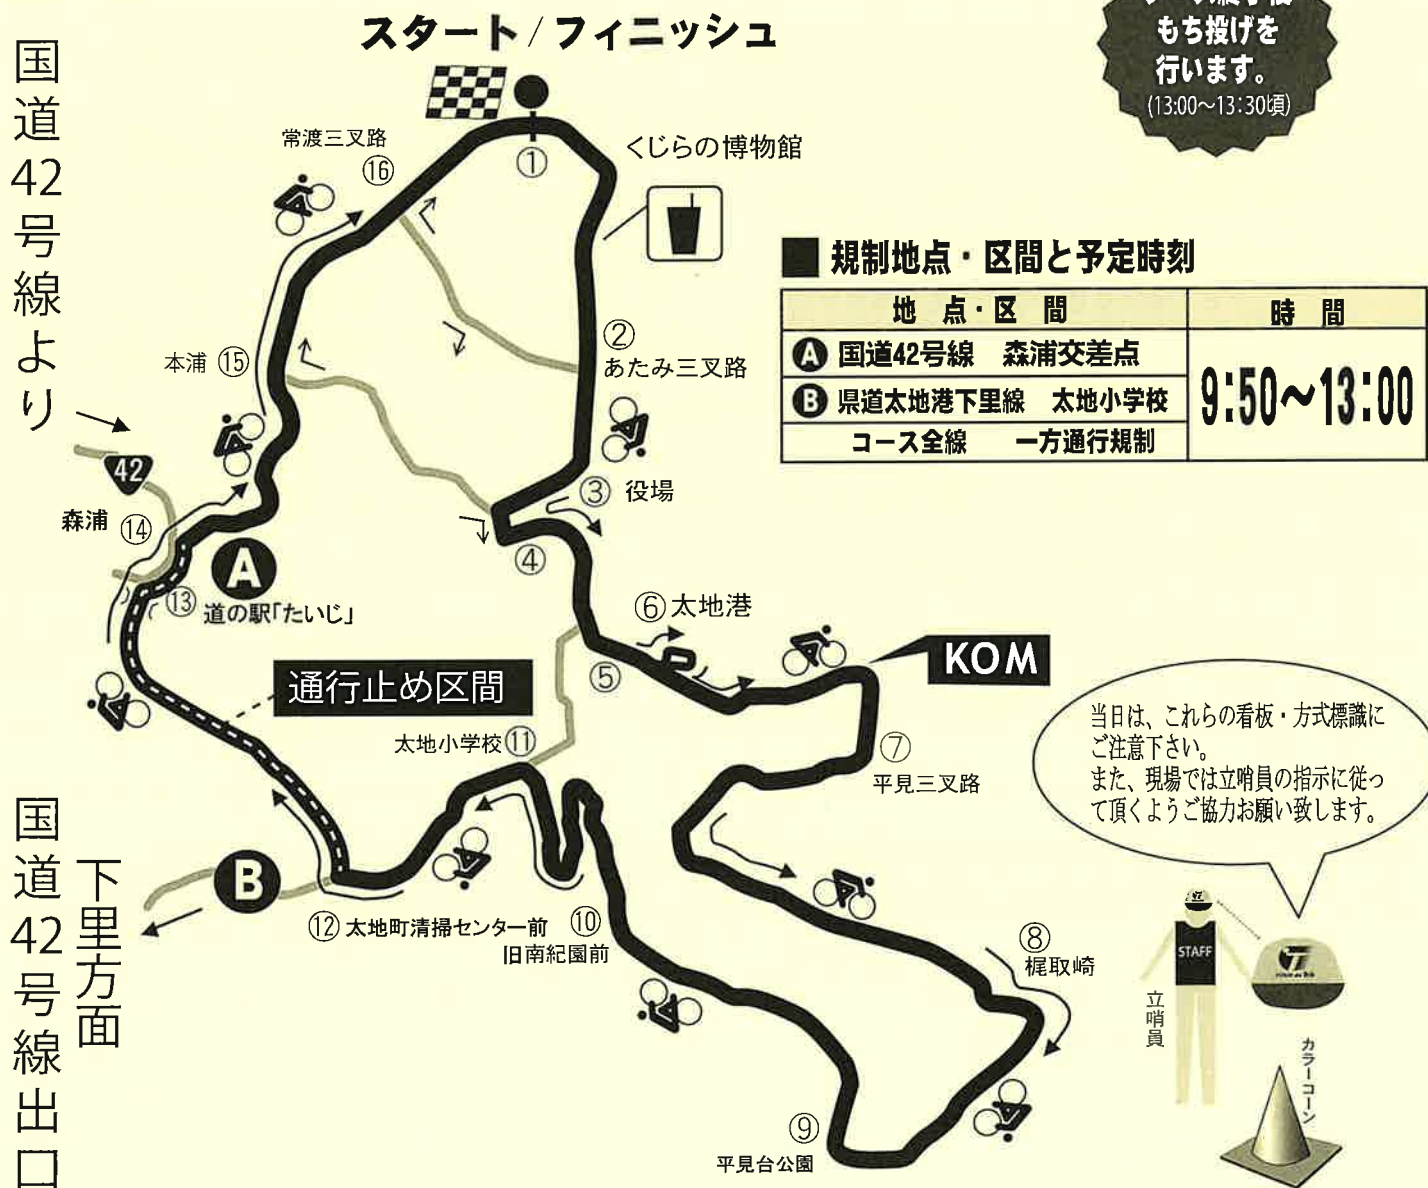 スタート/フィニッシュ
もち投げを
行います。
(13:00～13:30頃)
国道42号線より
常渡三叉路
⑯
①
くじらの博物館
■ 規制地点・区間と予定時刻
地 点・区 間 時 間
A 国道42号線 森浦交差点
B 県道太地港下里線 太地小学校
コース全線 一方通行規制
9:50～13:00
②
あたみ三叉路
本浦 ⑮
42
③ 役場
森浦 ⑭
④
A
⑬ 道の駅「たいじ」
⑥ 太地港
⑤
KOM
通行止め区間
太地小学校 ⑪
⑦
平見三叉路
当日は、これらの看板・方式標識に
ご注意下さい。
また、現場では立哨員の指示に従っ
て頂くようご協力お願い致します。
国道42号線出口
下里方面
B
⑫ 太地町清掃センター前
⑩
旧南紀園前
⑧
梶取崎
STAFF
立哨員
カラーコーン
⑨
平見台公園